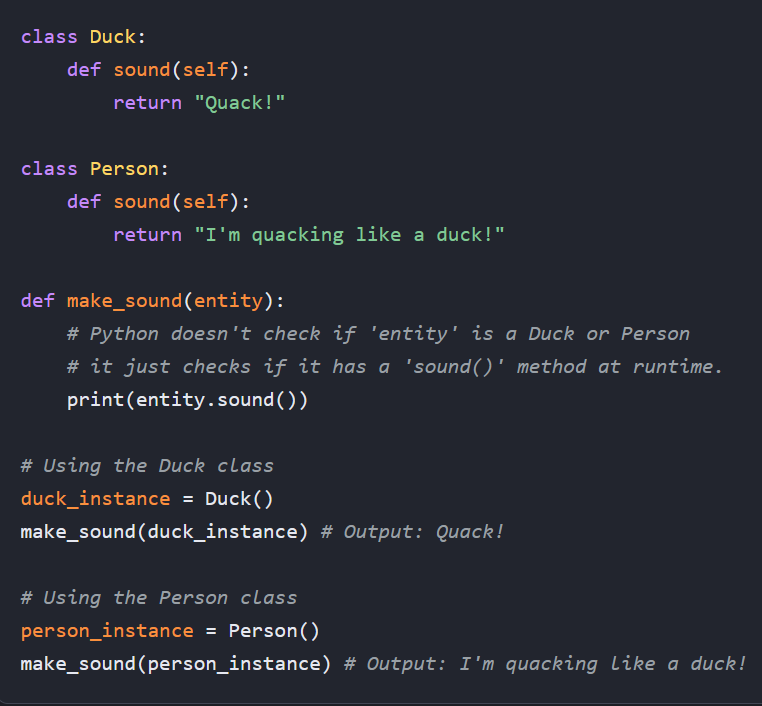 class Duck:
    def sound(self):
        return "Quack!"

class Person:
    def sound(self):
        return "I'm quacking like a duck!"

def make_sound(entity):
    # Python doesn't check if 'entity' is a Duck or Person
    # it just checks if it has a 'sound()' method at runtime.
    print(entity.sound())

# Using the Duck class
duck_instance = Duck()
make_sound(duck_instance) # Output: Quack!

# Using the Person class
person_instance = Person()
make_sound(person_instance) # Output: I'm quacking like a duck!